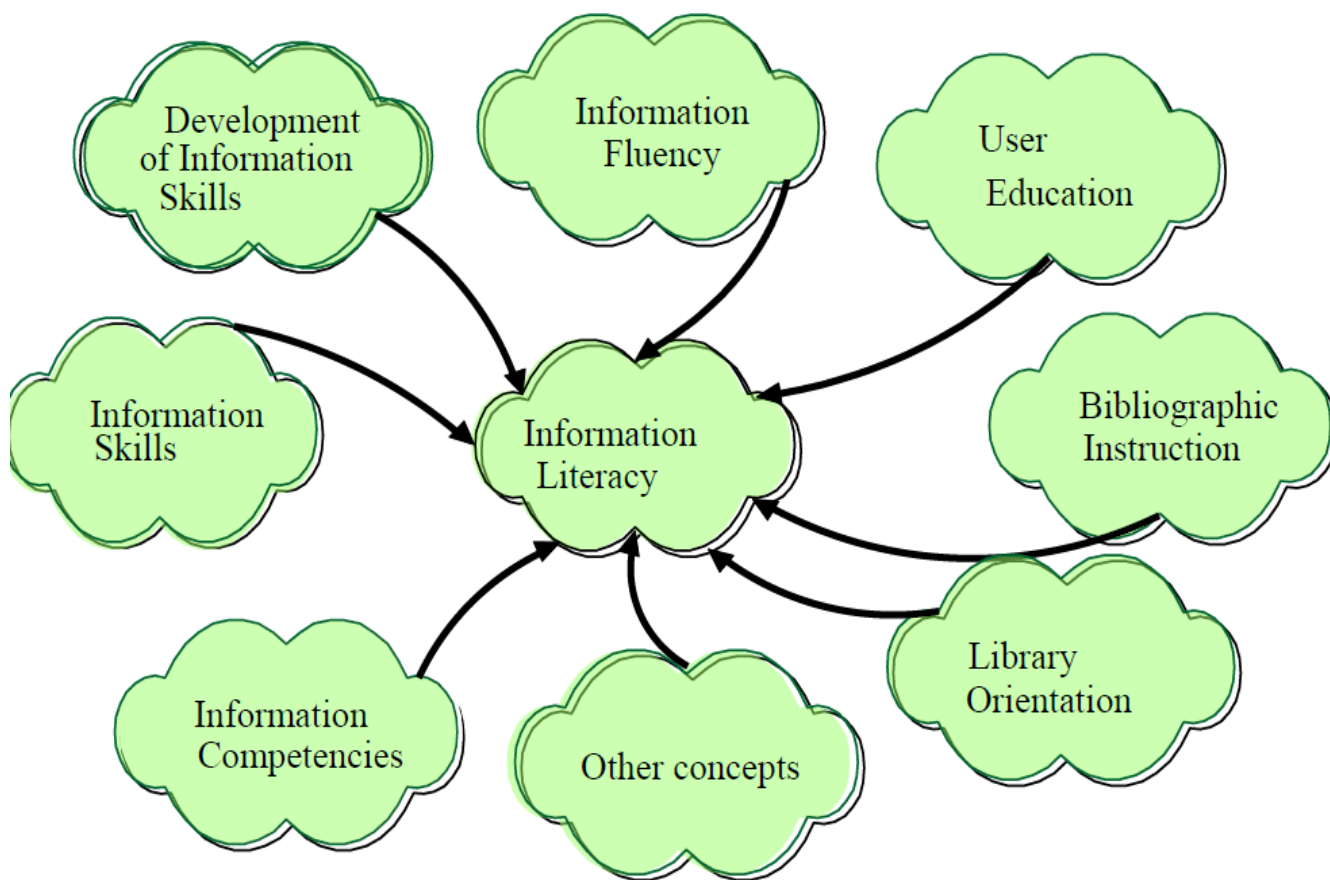 Development
of Information
Skills
Information
Fluency
User
Education
Information
Skills
Information
Literacy
Bibliographic
Instruction
Information
Competencies
Other concepts
Library
Orientation